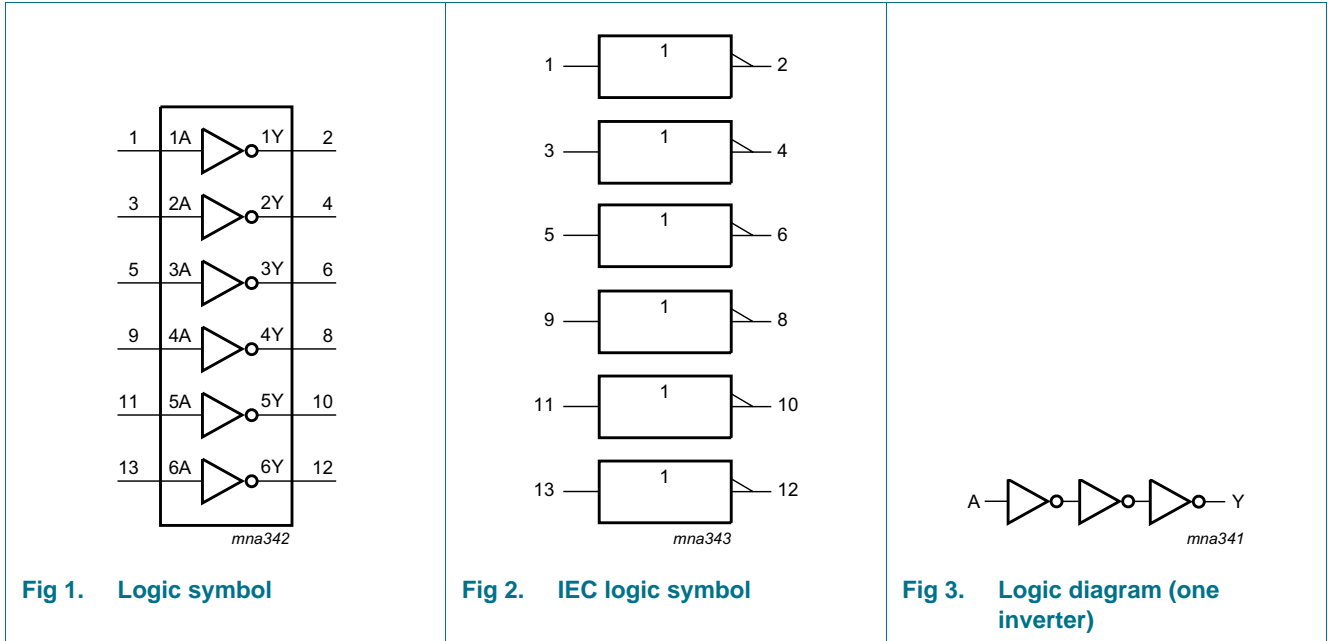 1 1A 1Y 2
3 2A 2Y 4
5 3A 3Y 6
9 4A 4Y 8
11 5A 5Y 10
13 6A 6Y 12
mna342
Fig 1. Logic symbol
1
1 2
1
3 4
1
5 6
1
9 8
1
11 10
1
13 12
mna343
Fig 2. IEC logic symbol
A Y
mna341
Fig 3. Logic diagram (one
inverter)